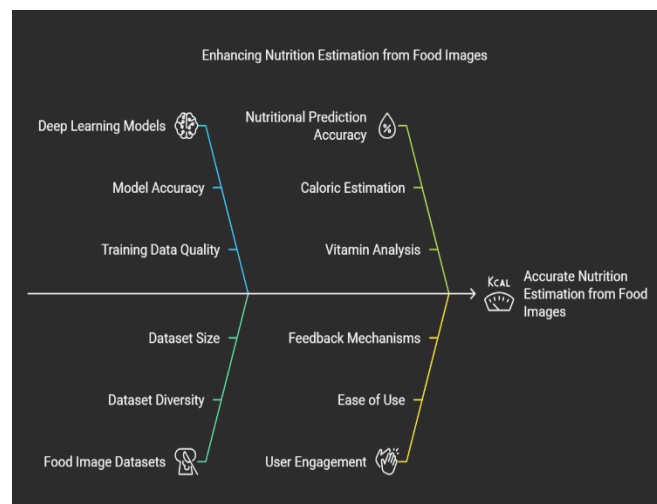 Enhancing Nutrition Estimation from Food Images
Deep Learning Models
Model Accuracy
Training Data Quality
Nutritional Prediction
Accuracy
Caloric Estimation
Vitamin Analysis
KCAL
Accurate Nutrition
Estimation from Food
Images
Dataset Size
Dataset Diversity
Food Image Datasets
Feedback Mechanisms
Ease of Use
User Engagement
%